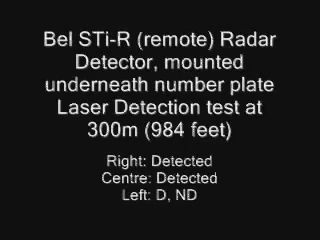 Bel STi-R (remote) Radar
Detector, mounted
underneath number plate
Laser Detection test at
300m (984 feet)
Right: Detected
Centre: Detected
Left: D, ND